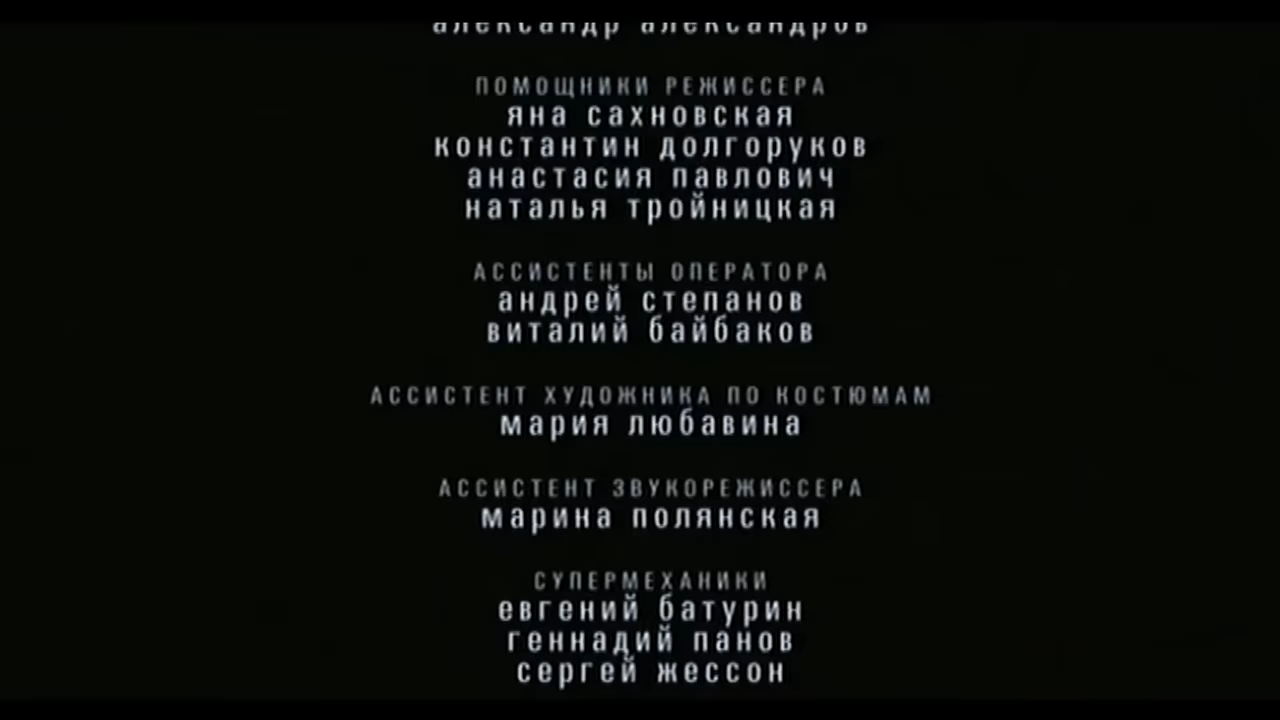 александр александров
ПОМОЩНИКИ РЕЖИССЕРА
яна сахновская
константин долгоруков
анастасия павлович
наталья тройницкая
АССИСТЕНТЫ ОПЕРАТОРА
андрей степанов
виталий байбаков
АССИСТЕНТ ХУДОЖНИКА ПО КОСТЮМАМ
мария любавина
АССИСТЕНТ ЗВУКОРЕЖИССЕРА
марина полянская
СУПЕРМЕХАНИКИ
евгений батурин
геннадий панов
сергей жессон